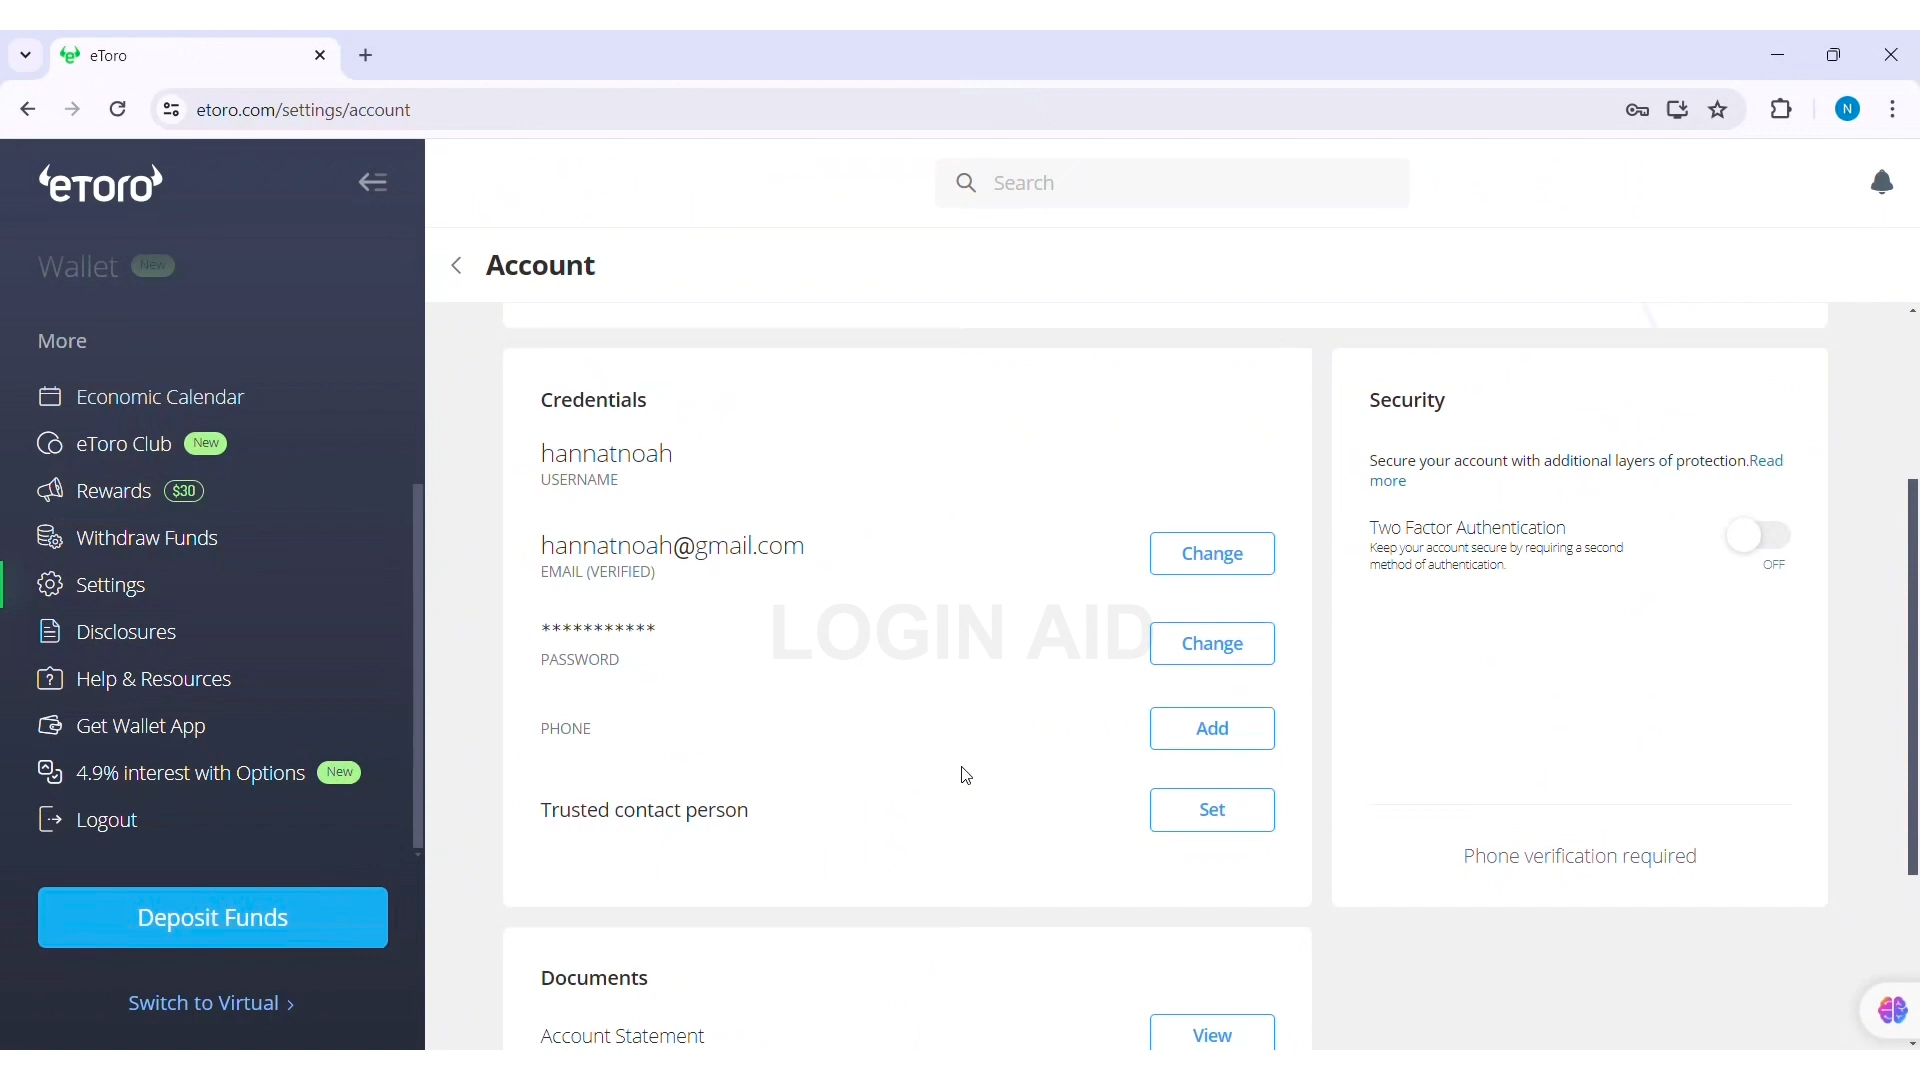 eToro
etoro.com/settings/account
N
eToro
Search
Wallet New
Account
More
Economic Calendar
eToro Club New
Rewards $30
Withdraw Funds
Settings
Disclosures
Help & Resources
Get Wallet App
4.9% interest with Options New
Logout
Deposit Funds
Switch to Virtual >
Credentials
hannatnoah
USERNAME
hannatnoah@gmail.com
EMAIL (VERIFIED)
Change
***********
PASSWORD
Change
LOGIN AID
PHONE
Add
Trusted contact person
Set
Security
Secure your account with additional layers of protection.Read
more
Two Factor Authentication
Keep your account secure by requiring a second
method of authentication.
OFF
Phone verification required
Documents
Account Statement
View